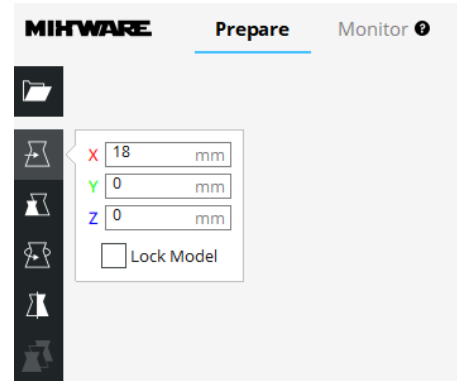 MIHWARE Prepare Monitor ?
X 18 mm
Y 0 mm
Z 0 mm
Lock Model